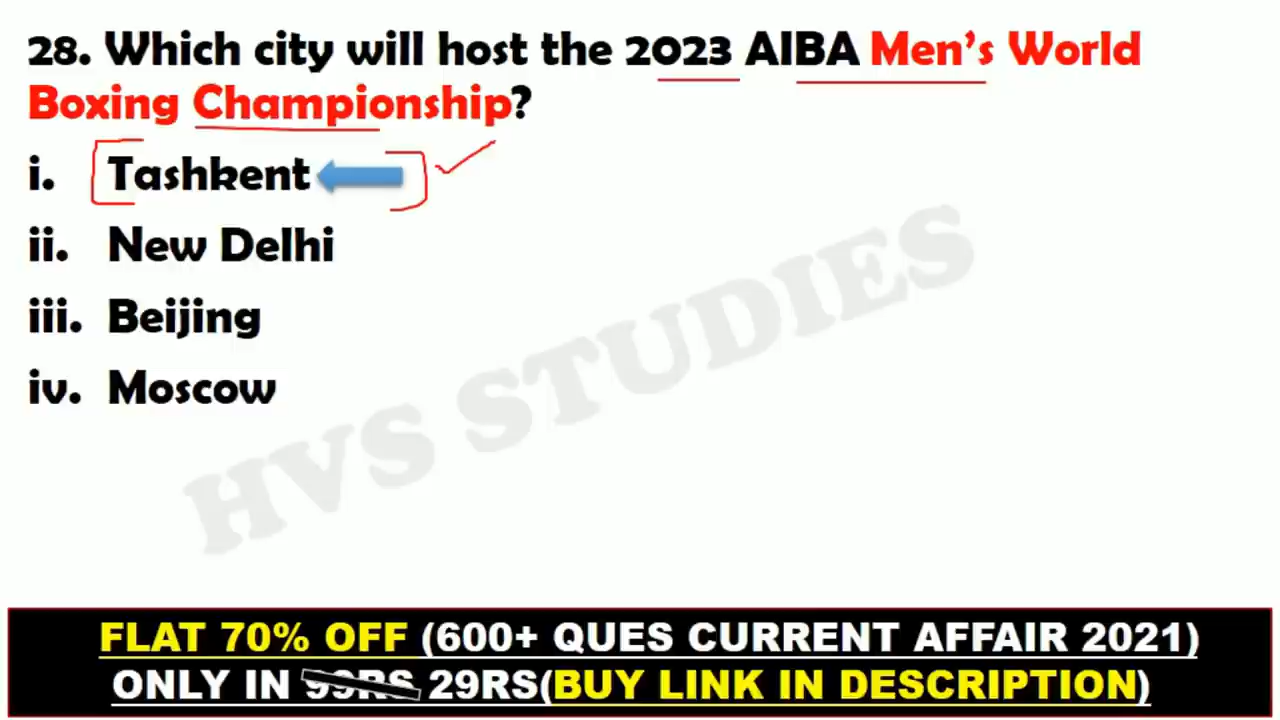 28. Which city will host the 2023 AIBA Men's World
Boxing Championship?
i. Tashkent
ii. New Delhi
iii. Beijing
iv. Moscow
HVS STUDIES
FLAT 70% OFF (600+ QUES CURRENT AFFAIR 2021)
ONLY IN 99RS 29RS(BUY LINK IN DESCRIPTION)